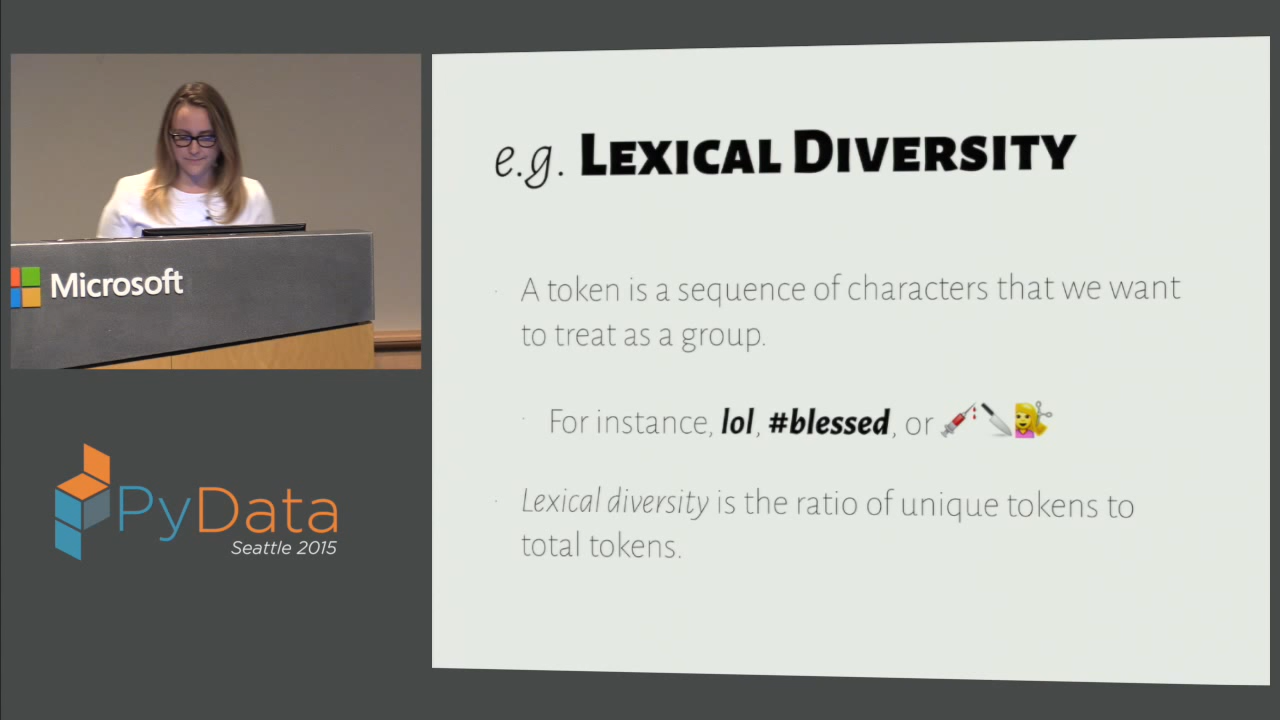 Microsoft
PyData
Seattle 2015
e.g. LEXICAL DIVERSITY
· A token is a sequence of characters that we want
to treat as a group.
· For instance, lol, #blessed, or 💉🔪💇
· Lexical diversity is the ratio of unique tokens to
total tokens.